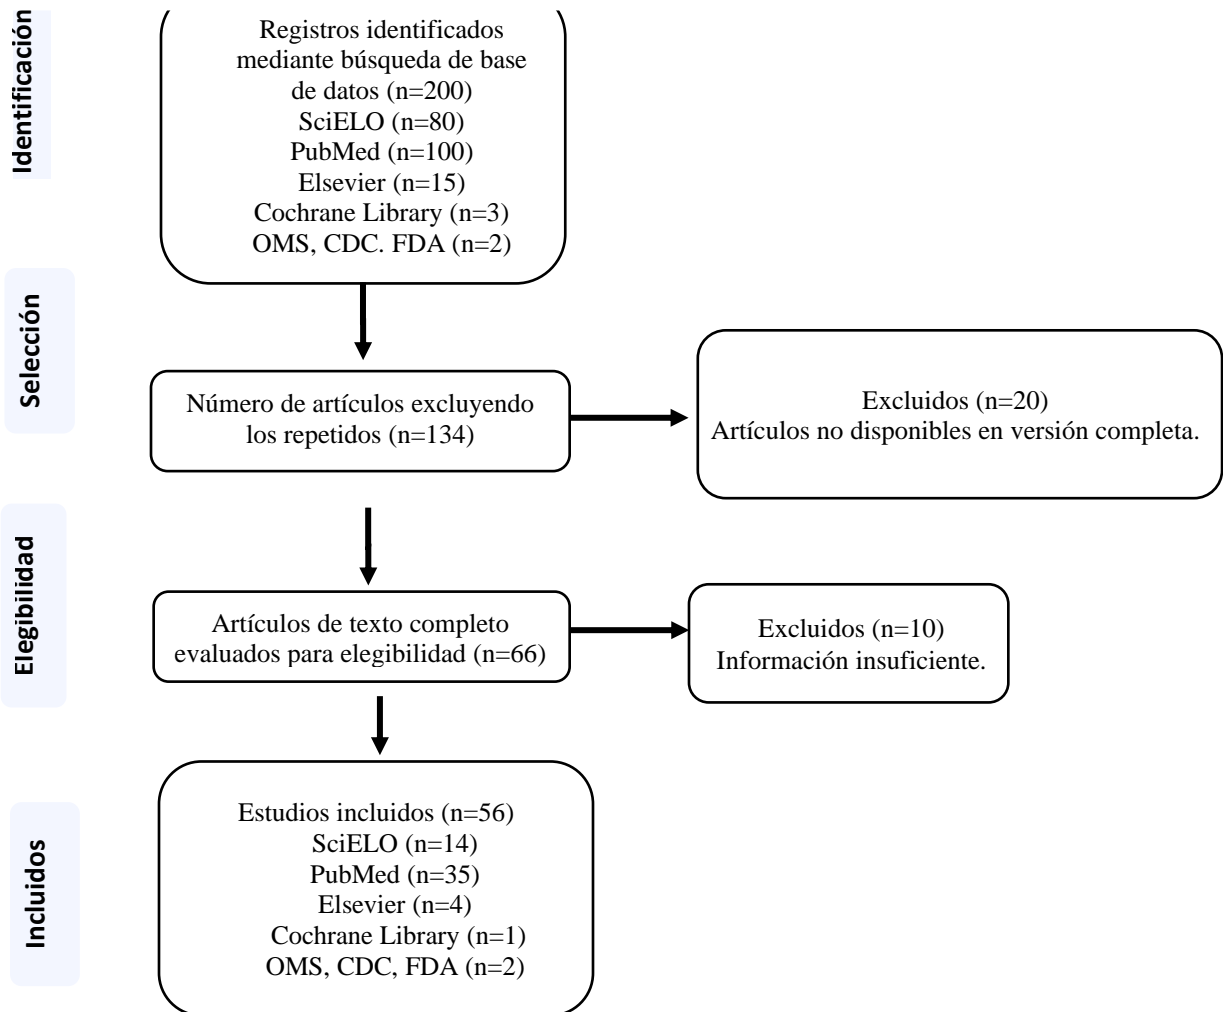 Identificación
Registros identificados
mediante búsqueda de base
de datos (n=200)
SciELO (n=80)
PubMed (n=100)
Elsevier (n=15)
Cochrane Library (n=3)
OMS, CDC. FDA (n=2)
Selección
Número de artículos excluyendo
los repetidos (n=134)
Excluidos (n=20)
Artículos no disponibles en versión completa.
Elegibilidad
Artículos de texto completo
evaluados para elegibilidad (n=66)
Excluidos (n=10)
Información insuficiente.
Incluidos
Estudios incluidos (n=56)
SciELO (n=14)
PubMed (n=35)
Elsevier (n=4)
Cochrane Library (n=1)
OMS, CDC, FDA (n=2)